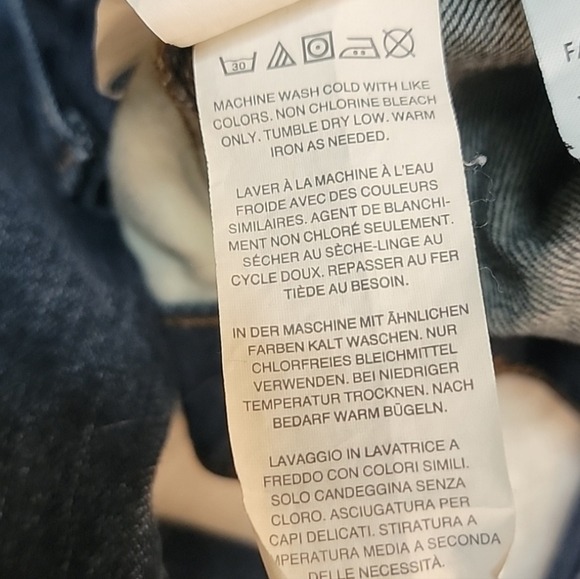 30
MACHINE WASH COLD WITH LIKE
COLORS. NON CHLORINE BLEACH
ONLY. TUMBLE DRY LOW. WARM
IRON AS NEEDED.
LAVER À LA MACHINE À L'EAU
FROIDE AVEC DES COULEURS
SIMILAIRES. AGENT DE BLANCHI-
MENT NON CHLORÉ SEULEMENT.
SÉCHER AU SÈCHE-LINGE AU
CYCLE DOUX. REPASSER AU FER
TIÈDE AU BESOIN.
IN DER MASCHINE MIT ÄHNLICHEN
FARBEN KALT WASCHEN. NUR
CHLORFREIES BLEICHMITTEL
VERWENDEN. BEI NIEDRIGER
TEMPERATUR TROCKNEN. NACH
BEDARF WARM BÜGELN.
LAVAGGIO IN LAVATRICE A
FREDDO CON COLORI SIMILI.
SOLO CANDEGGINA SENZA
CLORO. ASCIUGATURA PER
CAPI DELICATI. STIRATURA A
MPERATURA MEDIA A SECONDA
DELLE NECESSITÀ.